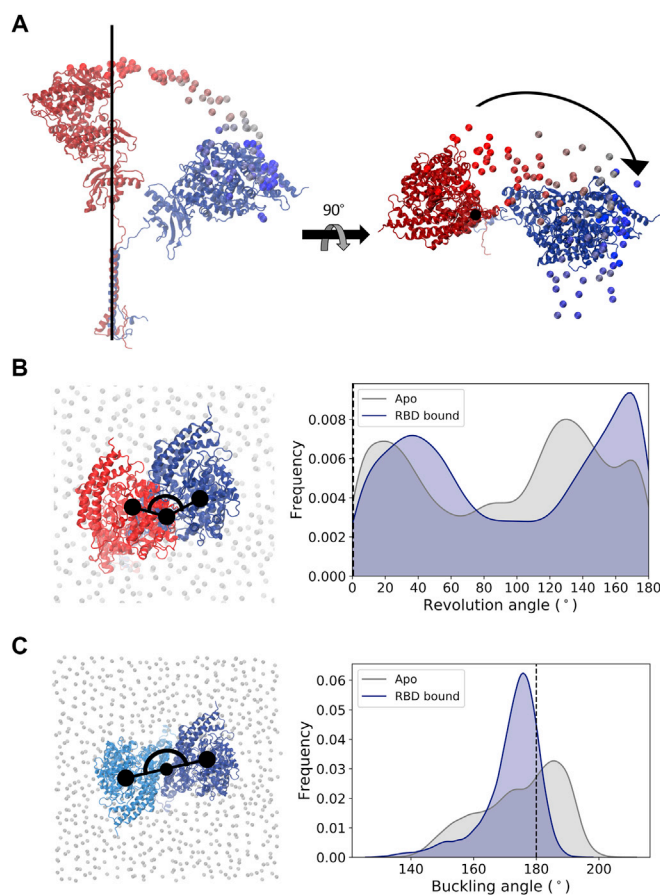 A
90°
B
Apo
RBD bound
0.008
0.006
0.004
0.002
0.000
Frequency
0 20 40 60 80 100 120 140 160 180
Revolution angle (°)
C
Apo
RBD bound
0.06
0.05
0.04
0.03
0.02
0.01
0.00
Frequency
140 160 180 200
Buckling angle (°)